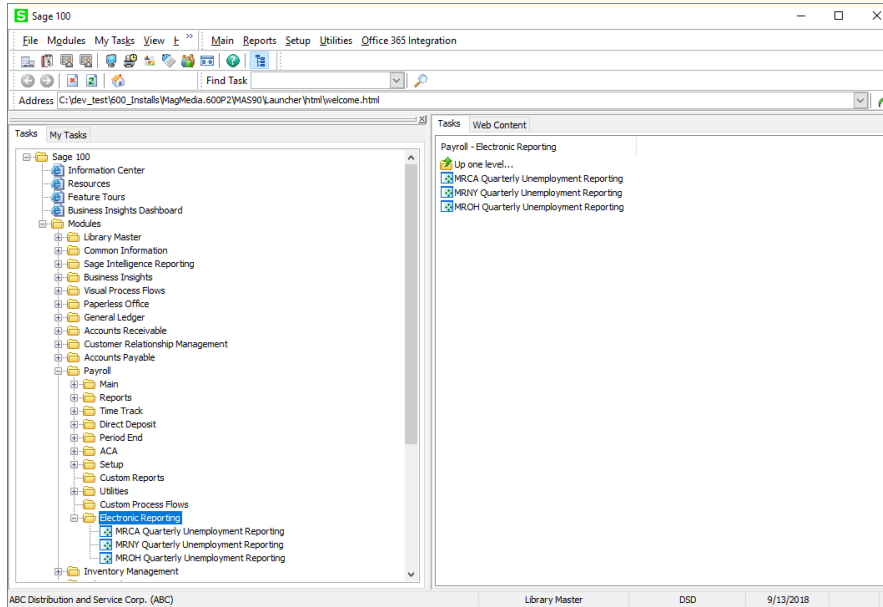 Sage 100
File Modules My Tasks View H » Main Reports Setup Utilities Office 365 Integration
Find Task
Address C:\dev_test\600_Installs\MagMedia.600P2\MAS90\Launcher\html\welcome.html
Tasks My Tasks
Sage 100
Information Center
Resources
Feature Tours
Business Insights Dashboard
Modules
Library Master
Common Information
Sage Intelligence Reporting
Business Insights
Visual Process Flows
Paperless Office
General Ledger
Accounts Receivable
Customer Relationship Management
Accounts Payable
Payroll
Main
Reports
Time Track
Direct Deposit
Period End
ACA
Setup
Custom Reports
Utilities
Custom Process Flows
Electronic Reporting
MRCA Quarterly Unemployment Reporting
MRNY Quarterly Unemployment Reporting
MROH Quarterly Unemployment Reporting
Inventory Management
Tasks Web Content
Payroll - Electronic Reporting
Up one level...
MRCA Quarterly Unemployment Reporting
MRNY Quarterly Unemployment Reporting
MROH Quarterly Unemployment Reporting
ABC Distribution and Service Corp. (ABC) Library Master DSD 9/13/2018